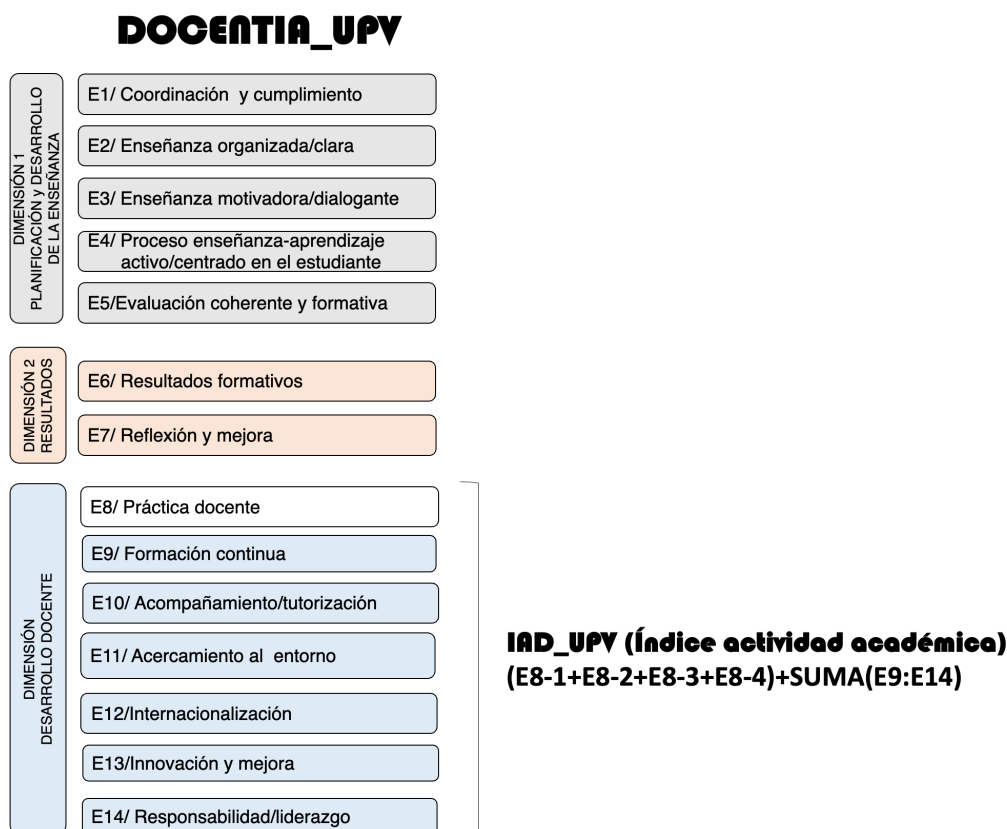 DOCENTIA_UPV
DIMENSIÓN 1
PLANIFICACIÓN y DESARROLLO
DE LA ENSEÑANZA
E1/ Coordinación y cumplimiento
E2/ Enseñanza organizada/clara
E3/ Enseñanza motivadora/dialogante
E4/ Proceso enseñanza-aprendizaje
activo/centrado en el estudiante
E5/Evaluación coherente y formativa
DIMENSIÓN 2
RESULTADOS
E6/ Resultados formativos
E7/ Reflexión y mejora
DIMENSIÓN
DESARROLLO DOCENTE
E8/ Práctica docente
E9/ Formación continua
E10/ Acompañamiento/tutorización
E11/ Acercamiento al entorno
E12/Internacionalización
E13/Innovación y mejora
E14/ Responsabilidad/liderazgo
IAD_UPV (Índice actividad académica)
(E8-1+E8-2+E8-3+E8-4)+SUMA(E9:E14)